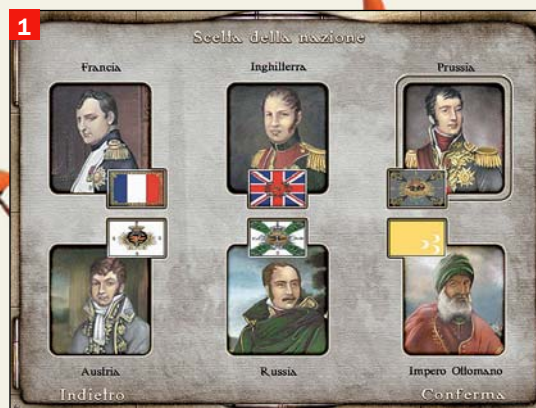 1
Scelta della nazione
Francia Inghilterra Prussia
Austria Russia Impero Ottomano
Indietro Conferma